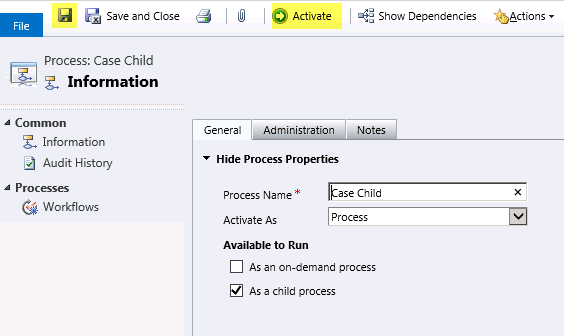 File
Save and Close
Activate
Show Dependencies
Actions
Process: Case Child
Information
Common
Information
Audit History
Processes
Workflows
General
Administration
Notes
Hide Process Properties
Process Name *
Case Child
Activate As
Process
Available to Run
As an on-demand process
As a child process